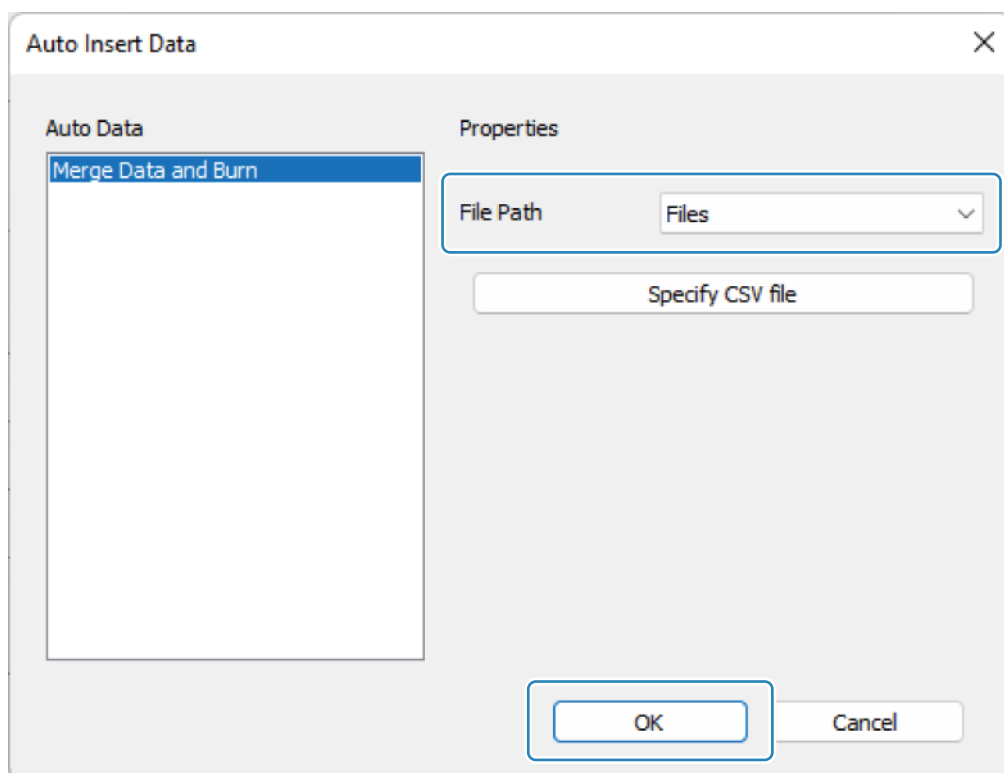 Auto Insert Data
Auto Data
Properties
Merge Data and Burn
File Path
Files
Specify CSV file
OK
Cancel